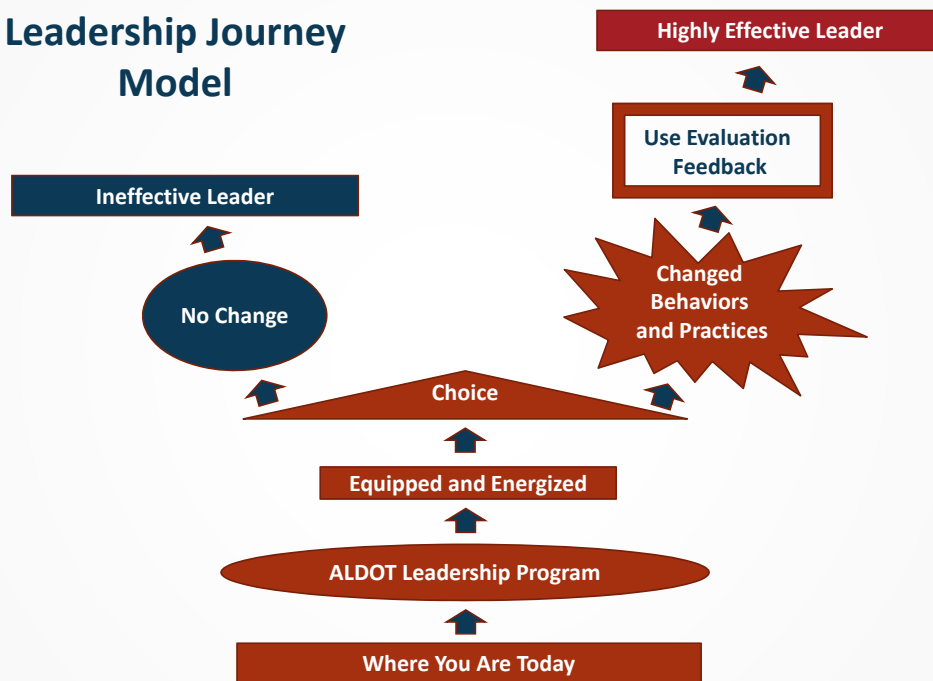 Leadership Journey
Model
Highly Effective Leader
Use Evaluation
Feedback
Ineffective Leader
Changed
Behaviors
and Practices
No Change
Choice
Equipped and Energized
ALDOT Leadership Program
Where You Are Today